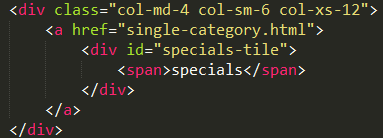 <div class="col-md-4 col-sm-6 col-xs-12">
    <a href="single-category.html">
        <div id="specials-tile">
            <span>specials</span>
        </div>
    </a>
</div>